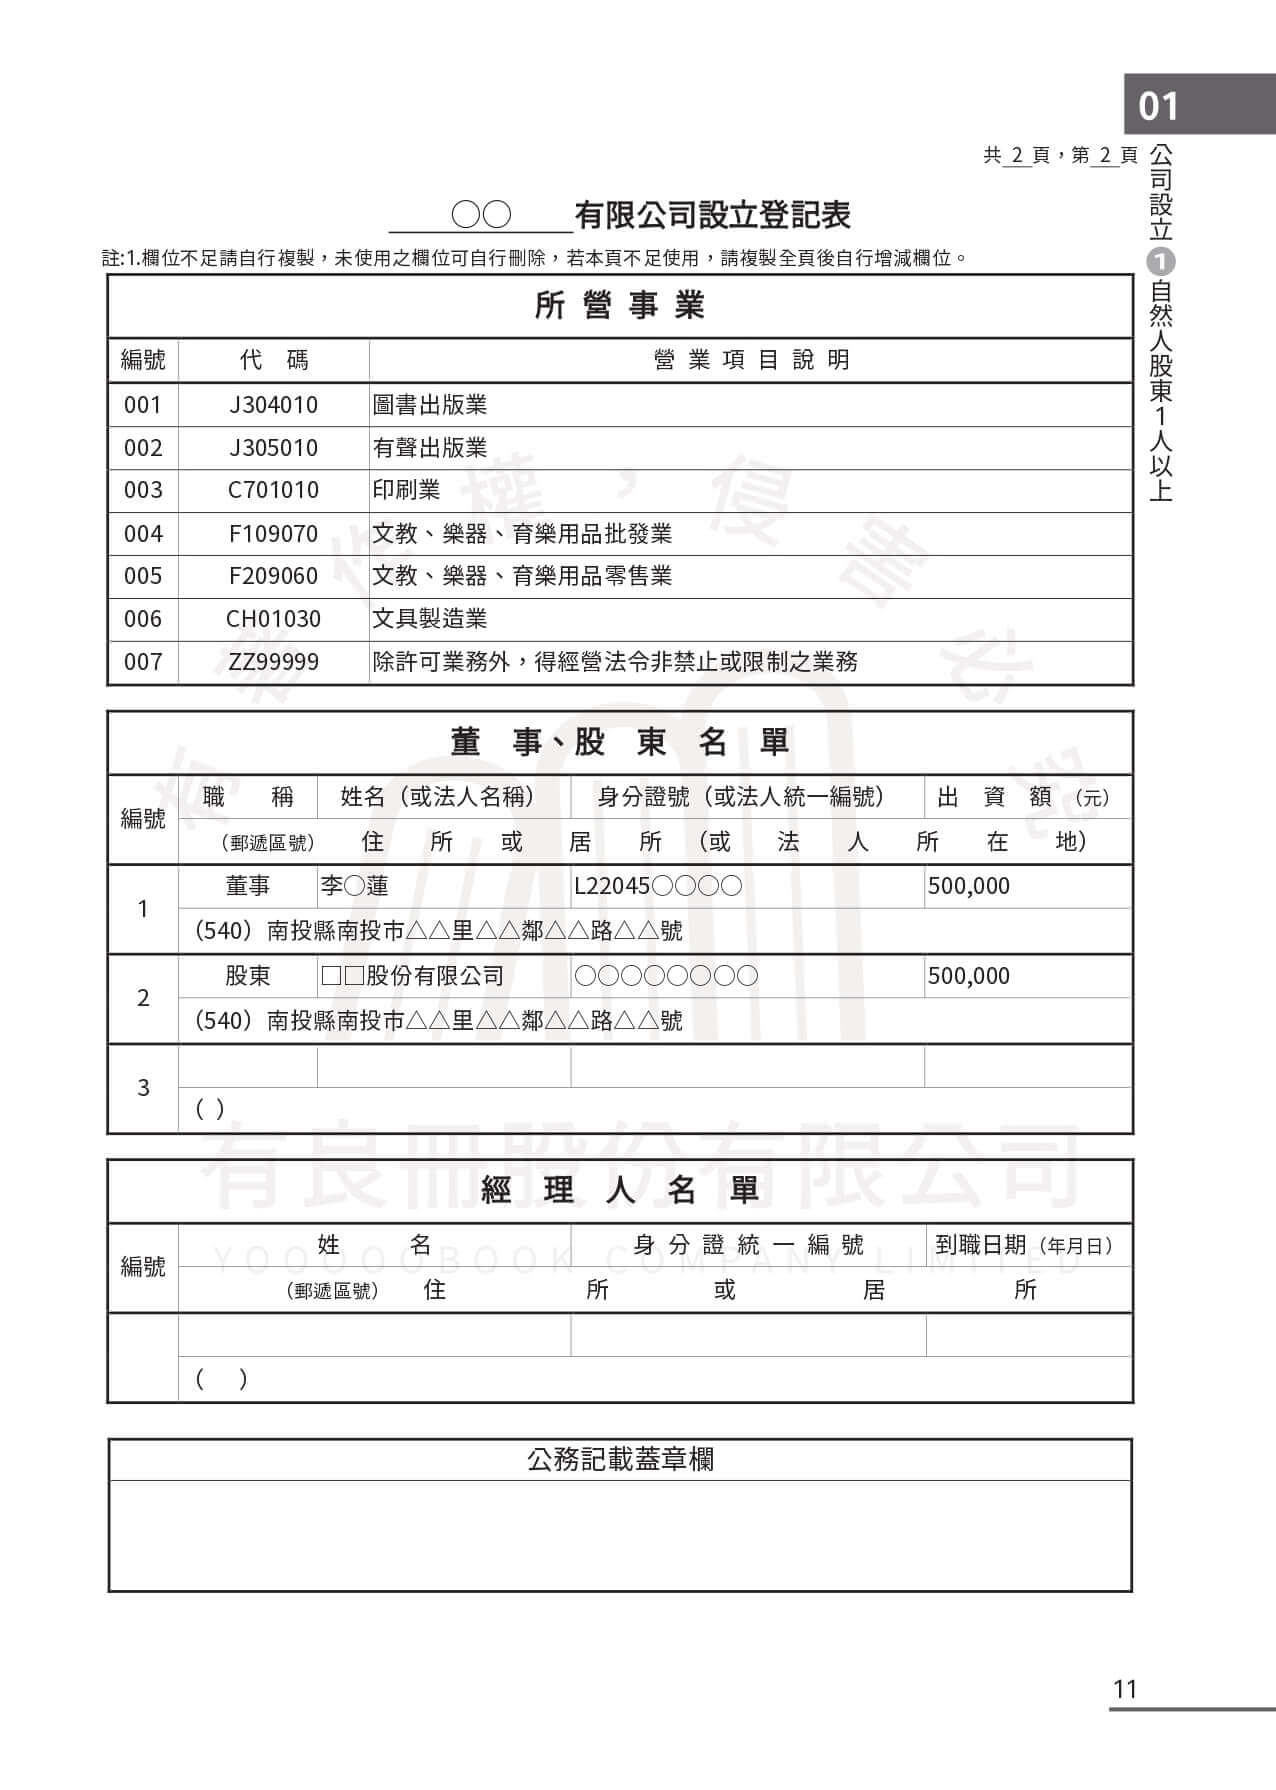 01
共 2 頁，第 2 頁
公司設立 1 自然人股東1人以上
○○ 有限公司設立登記表
註:1.欄位不足請自行複製，未使用之欄位可自行刪除，若本頁不足使用，請複製全頁後自行增減欄位。
所營事業
編號 代碼 營業項目說明
001 J304010 圖書出版業
002 J305010 有聲出版業
003 C701010 印刷業
004 F109070 文教、樂器、育樂用品批發業
005 F209060 文教、樂器、育樂用品零售業
006 CH01030 文具製造業
007 ZZ99999 除許可業務外，得經營法令非禁止或限制之業務
董事、股東名單
編號 職稱 姓名（或法人名稱） 身分證號（或法人統一編號） 出資額（元）
（郵遞區號） 住所或居所（或法人所在地）
1 董事 李○蓮 L22045○○○○ 500,000
（540）南投縣南投市△△里△△鄰△△路△△號
2 股東 □□股份有限公司 ○○○○○○○○ 500,000
（540）南投縣南投市△△里△△鄰△△路△△號
3
（ ）
經理人名單
編號 姓名 身分證統一編號 到職日期（年月日）
（郵遞區號） 住所或居所
（ ）
公務記載蓋章欄
有著作權，侵害必究
有良冊股份有限公司
YOOOOOBOOK COMPANY LIMITED
11